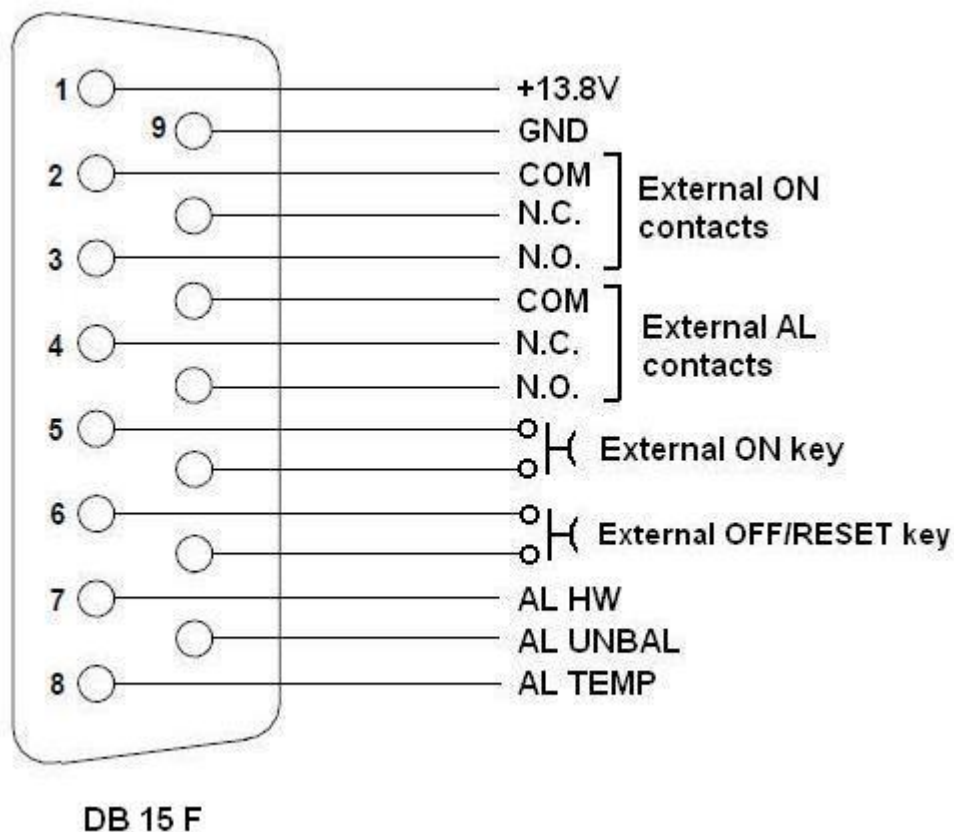 1 +13.8V
9 GND
2 COM
N.C.
3 N.O.
External ON
contacts
COM
4 N.C.
N.O.
External AL
contacts
5
External ON key
6
External OFF/RESET key
7 AL HW
AL UNBAL
8 AL TEMP
DB 15 F